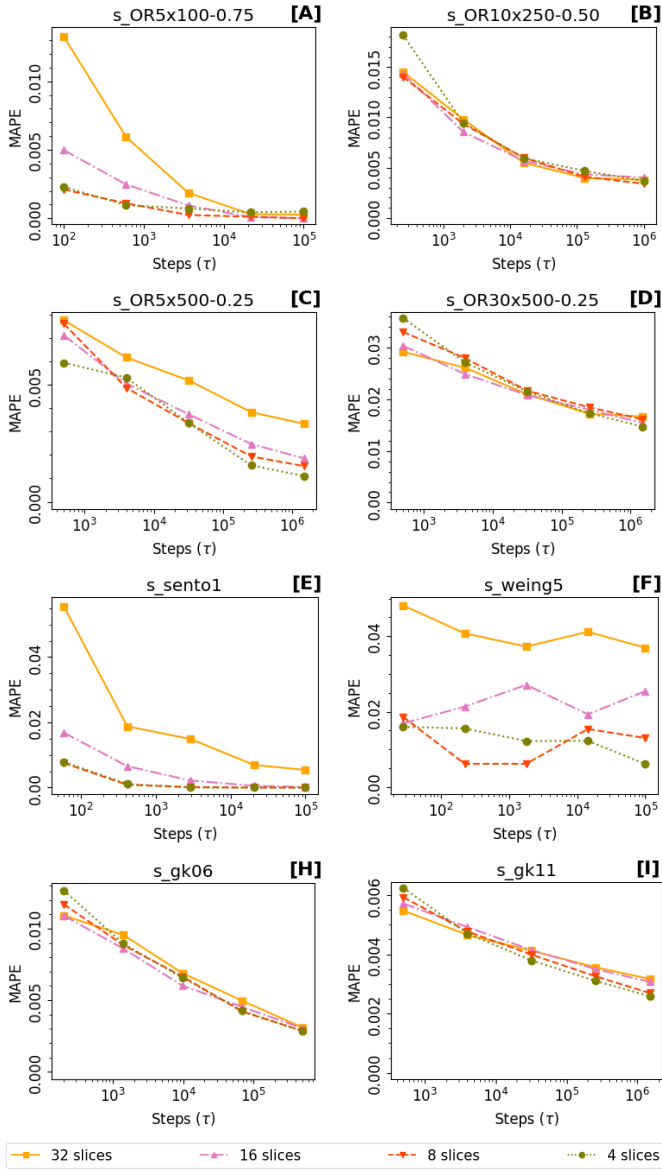 s_OR5x100-0.75 [A]
MAPE
0.010
0.005
0.000
10² 10³ 10⁴ 10⁵
Steps (τ)
s_OR10x250-0.50 [B]
MAPE
0.015
0.010
0.005
0.000
10³ 10⁴ 10⁵ 10⁶
Steps (τ)
s_OR5x500-0.25 [C]
MAPE
0.005
0.000
10³ 10⁴ 10⁵ 10⁶
Steps (τ)
s_OR30x500-0.25 [D]
MAPE
0.03
0.02
0.01
0.00
10³ 10⁴ 10⁵ 10⁶
Steps (τ)
s_sento1 [E]
MAPE
0.04
0.02
0.00
10² 10³ 10⁴ 10⁵
Steps (τ)
s_weing5 [F]
MAPE
0.04
0.02
0.00
10² 10³ 10⁴ 10⁵
Steps (τ)
s_gk06 [H]
MAPE
0.010
0.005
0.000
10³ 10⁴ 10⁵
Steps (τ)
s_gk11 [I]
MAPE
0.006
0.004
0.002
0.000
10³ 10⁴ 10⁵ 10⁶
Steps (τ)
32 slices 16 slices 8 slices 4 slices